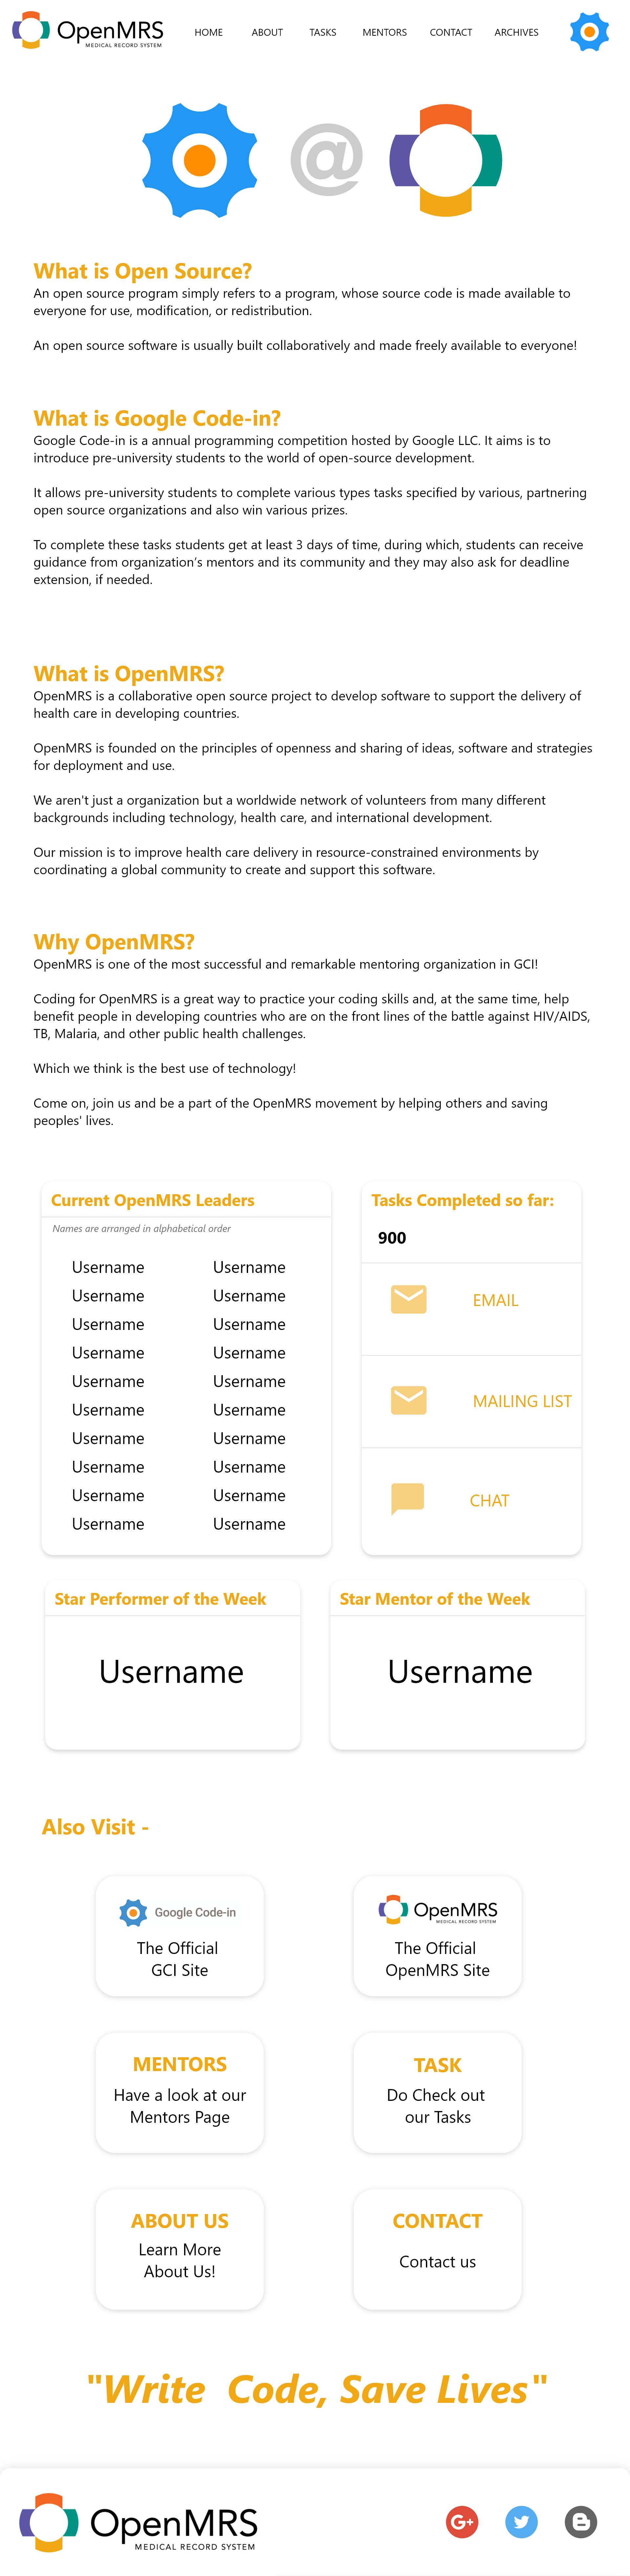 OpenMRS
MEDICAL RECORD SYSTEM
HOME ABOUT TASKS MENTORS CONTACT ARCHIVES
@
What is Open Source?
An open source program simply refers to a program, whose source code is made available to
everyone for use, modification, or redistribution.
An open source software is usually built collaboratively and made freely available to everyone!
What is Google Code-in?
Google Code-in is a annual programming competition hosted by Google LLC. It aims is to
introduce pre-university students to the world of open-source development.
It allows pre-university students to complete various types tasks specified by various, partnering
open source organizations and also win various prizes.
To complete these tasks students get at least 3 days of time, during which, students can receive
guidance from organization's mentors and its community and they may also ask for deadline
extension, if needed.
What is OpenMRS?
OpenMRS is a collaborative open source project to develop software to support the delivery of
health care in developing countries.
OpenMRS is founded on the principles of openness and sharing of ideas, software and strategies
for deployment and use.
We aren't just a organization but a worldwide network of volunteers from many different
backgrounds including technology, health care, and international development.
Our mission is to improve health care delivery in resource-constrained environments by
coordinating a global community to create and support this software.
Why OpenMRS?
OpenMRS is one of the most successful and remarkable mentoring organization in GCI!
Coding for OpenMRS is a great way to practice your coding skills and, at the same time, help
benefit people in developing countries who are on the front lines of the battle against HIV/AIDS,
TB, Malaria, and other public health challenges.
Which we think is the best use of technology!
Come on, join us and be a part of the OpenMRS movement by helping others and saving
peoples' lives.
Current OpenMRS Leaders
Names are arranged in alphabetical order
Username Username
Username Username
Username Username
Username Username
Username Username
Username Username
Username Username
Username Username
Username Username
Username Username
Tasks Completed so far:
900
EMAIL
MAILING LIST
CHAT
Star Performer of the Week
Username
Star Mentor of the Week
Username
Also Visit -
Google Code-in
The Official
GCI Site
OpenMRS
MEDICAL RECORD SYSTEM
The Official
OpenMRS Site
MENTORS
Have a look at our
Mentors Page
TASK
Do Check out
our Tasks
ABOUT US
Learn More
About Us!
CONTACT
Contact us
"Write Code, Save Lives"
OpenMRS
MEDICAL RECORD SYSTEM
G+